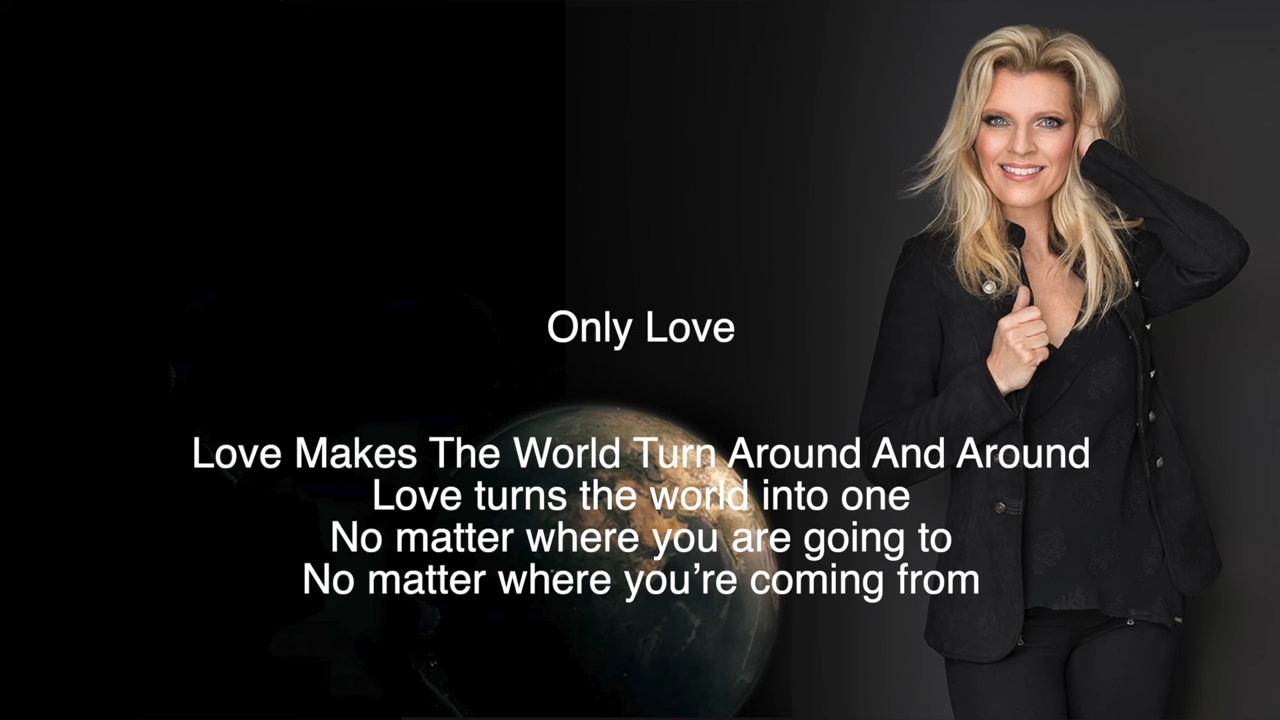 Only Love
Love Makes The World Turn Around And Around
Love turns the world into one
No matter where you are going to
No matter where you’re coming from